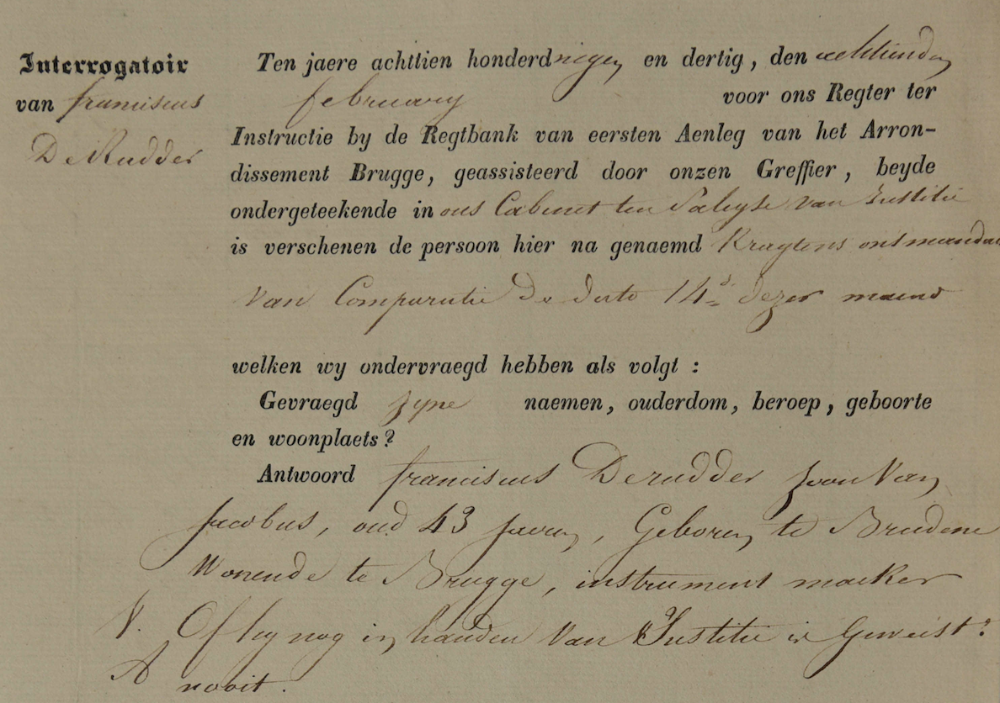 Interrogatoir
van franciscus
De Rudder
Ten jaere achttien honderd negen en dertig, den achtienden
february voor ons Regter ter
Instructie by de Regtbank van eersten Aenleg van het Arron-
dissement Brugge, geassisteerd door onzen Greffier, beyde
ondergeteekende in ons Cabinet ten Paleyse van Justitie
is verschenen de persoon hier na genaemd Kragtens ons mandaet
van Comparutie de dato 14 dezer maend
welken wy ondervraegd hebben als volgt :
Gevraegd zyne naemen, ouderdom, beroep, geboorte
en woonplaets?
Antwoord franciscus Derudder zoon Van
Jacobus, oud 43 jaeren, Geboren te Breedene
Wonende te Brugge, instrument maeker
V. Of hy nog in handen Van Justitie is Geweest?
A nooit.